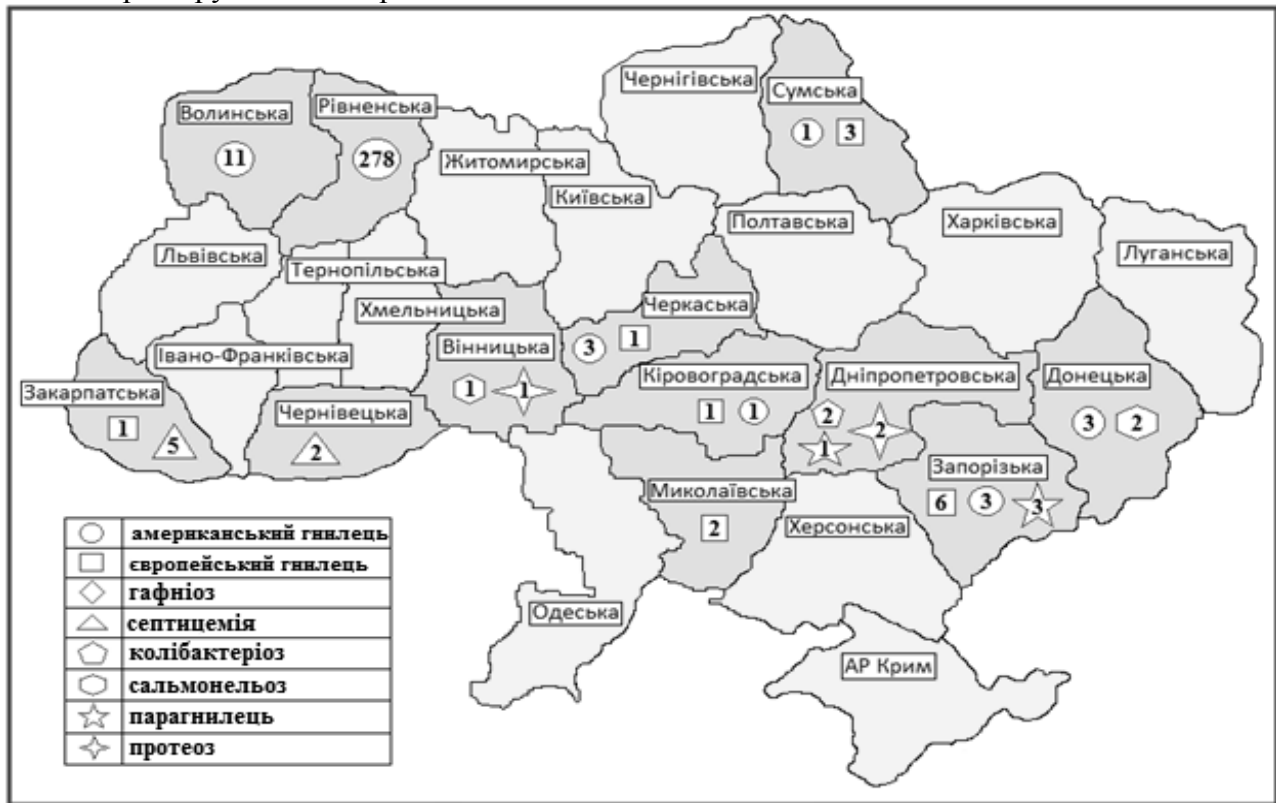 Чернігівська
Сумська
1 3
Волинська
11
Рівненська
278
Житомирська
Київська
Полтавська
Харківська
Луганська
Львівська
Тернопільська
Хмельницька
Черкаська
3 1
Вінницька
1 1
Івано-Франківська
Закарпатська
1 5
Чернівецька
2
Кіровоградська
1 1
Дніпропетровська
2 2
1
Донецька
3 2
Запорізька
6 3 3
Миколаївська
2
Херсонська
Одеська
АР Крим
американський гнилець
європейський гнилець
гафніоз
септицемія
колібактеріоз
сальмонельоз
парагнилець
протеоз